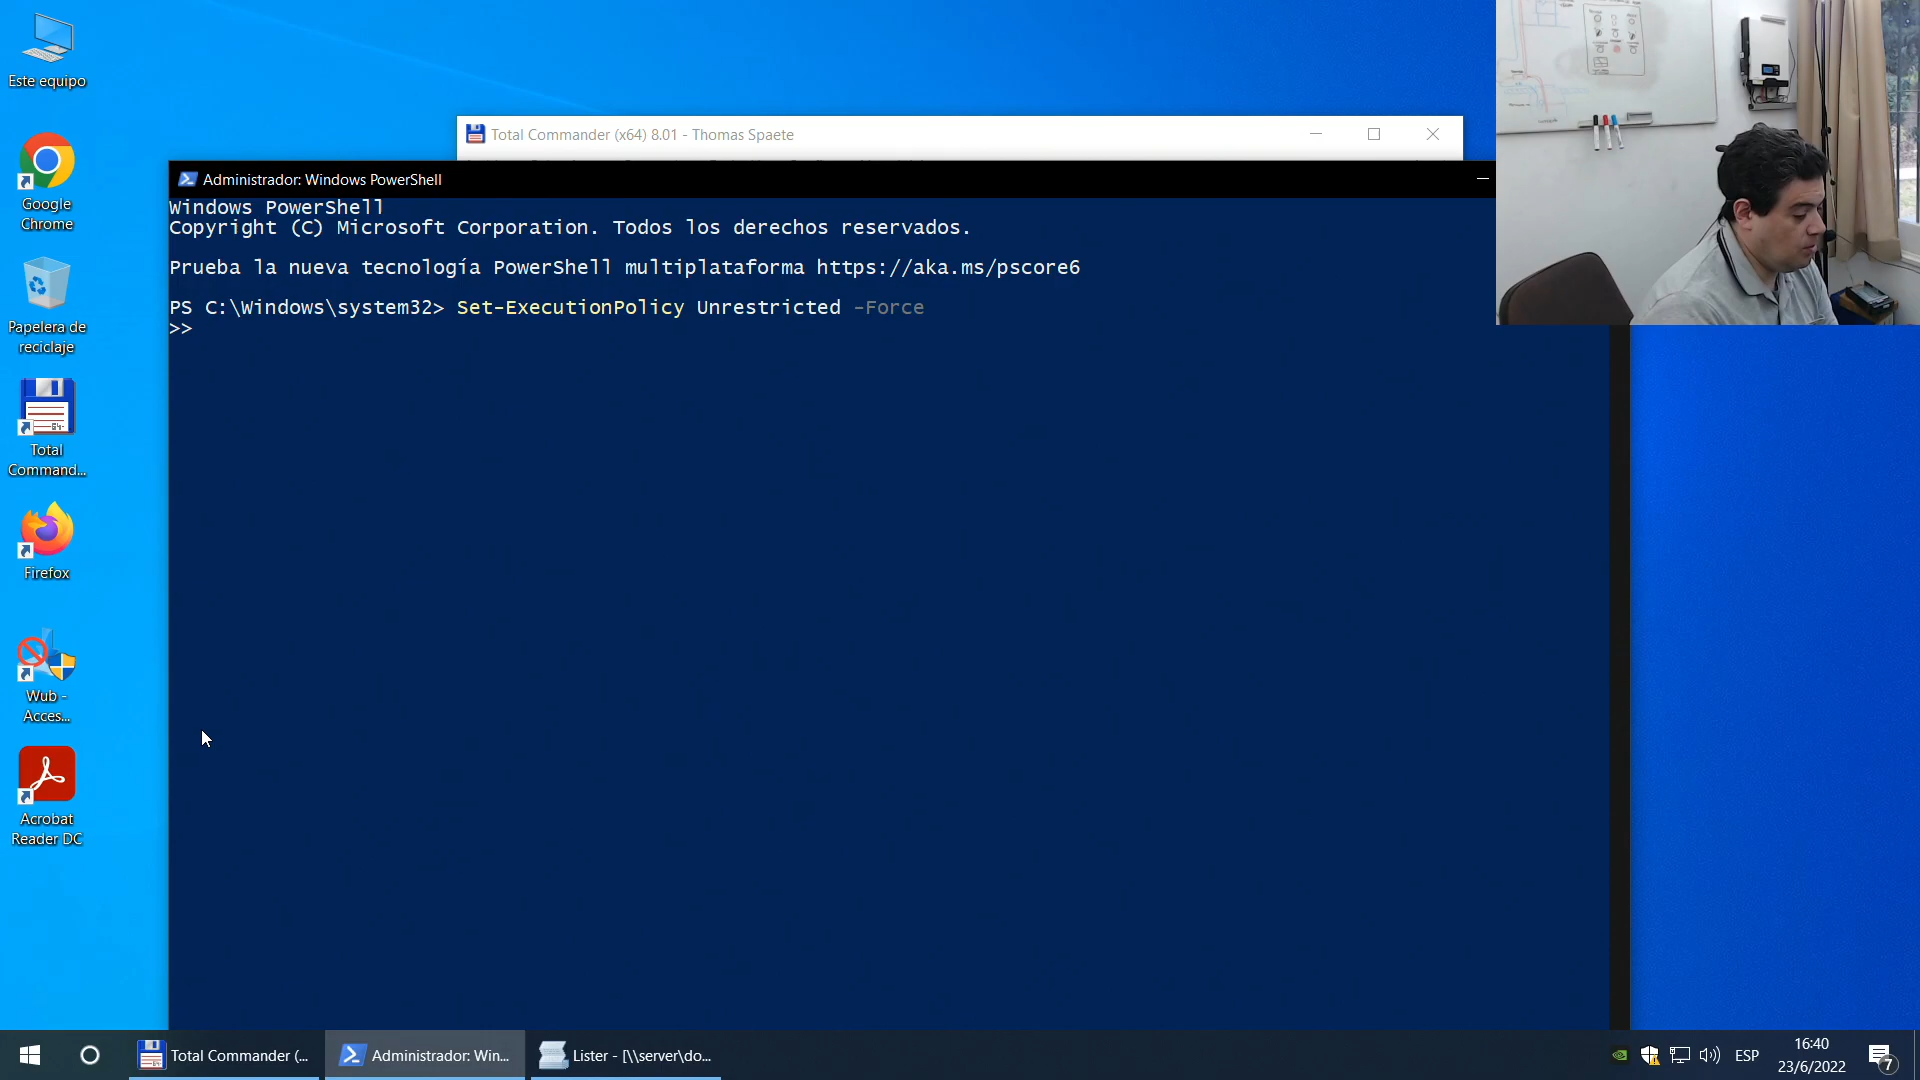 Este equipo
Google
Chrome
Papelera de
reciclaje
Total
Command...
Firefox
Wub -
Acces...
Acrobat
Reader DC
Total Commander (x64) 8.01 - Thomas Spaete
Administrador: Windows PowerShell
Windows PowerShell
Copyright (C) Microsoft Corporation. Todos los derechos reservados.
Prueba la nueva tecnología PowerShell multiplataforma https://aka.ms/pscore6
PS C:\Windows\system32> Set-ExecutionPolicy Unrestricted -Force
>>
Total Commander (...
Administrador: Win...
Lister - [\\server\do...
ESP
16:40
23/6/2022
7